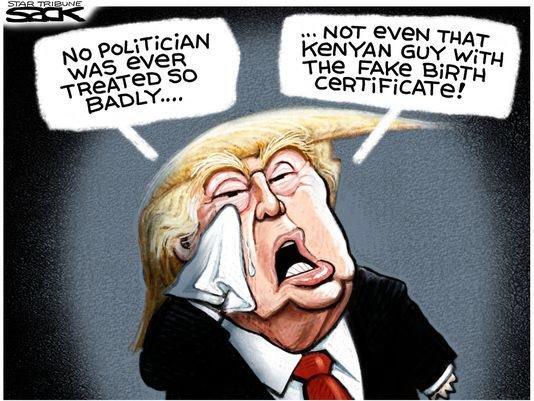 STAR TRIBUNE
SACK
NO POLITICIAN
WAS EVER
TREATED SO
BADLY....
... NOT EVEN THAT
KENYAN GUY WITH
THE FAKE BIRTH
CERTIFICATE!